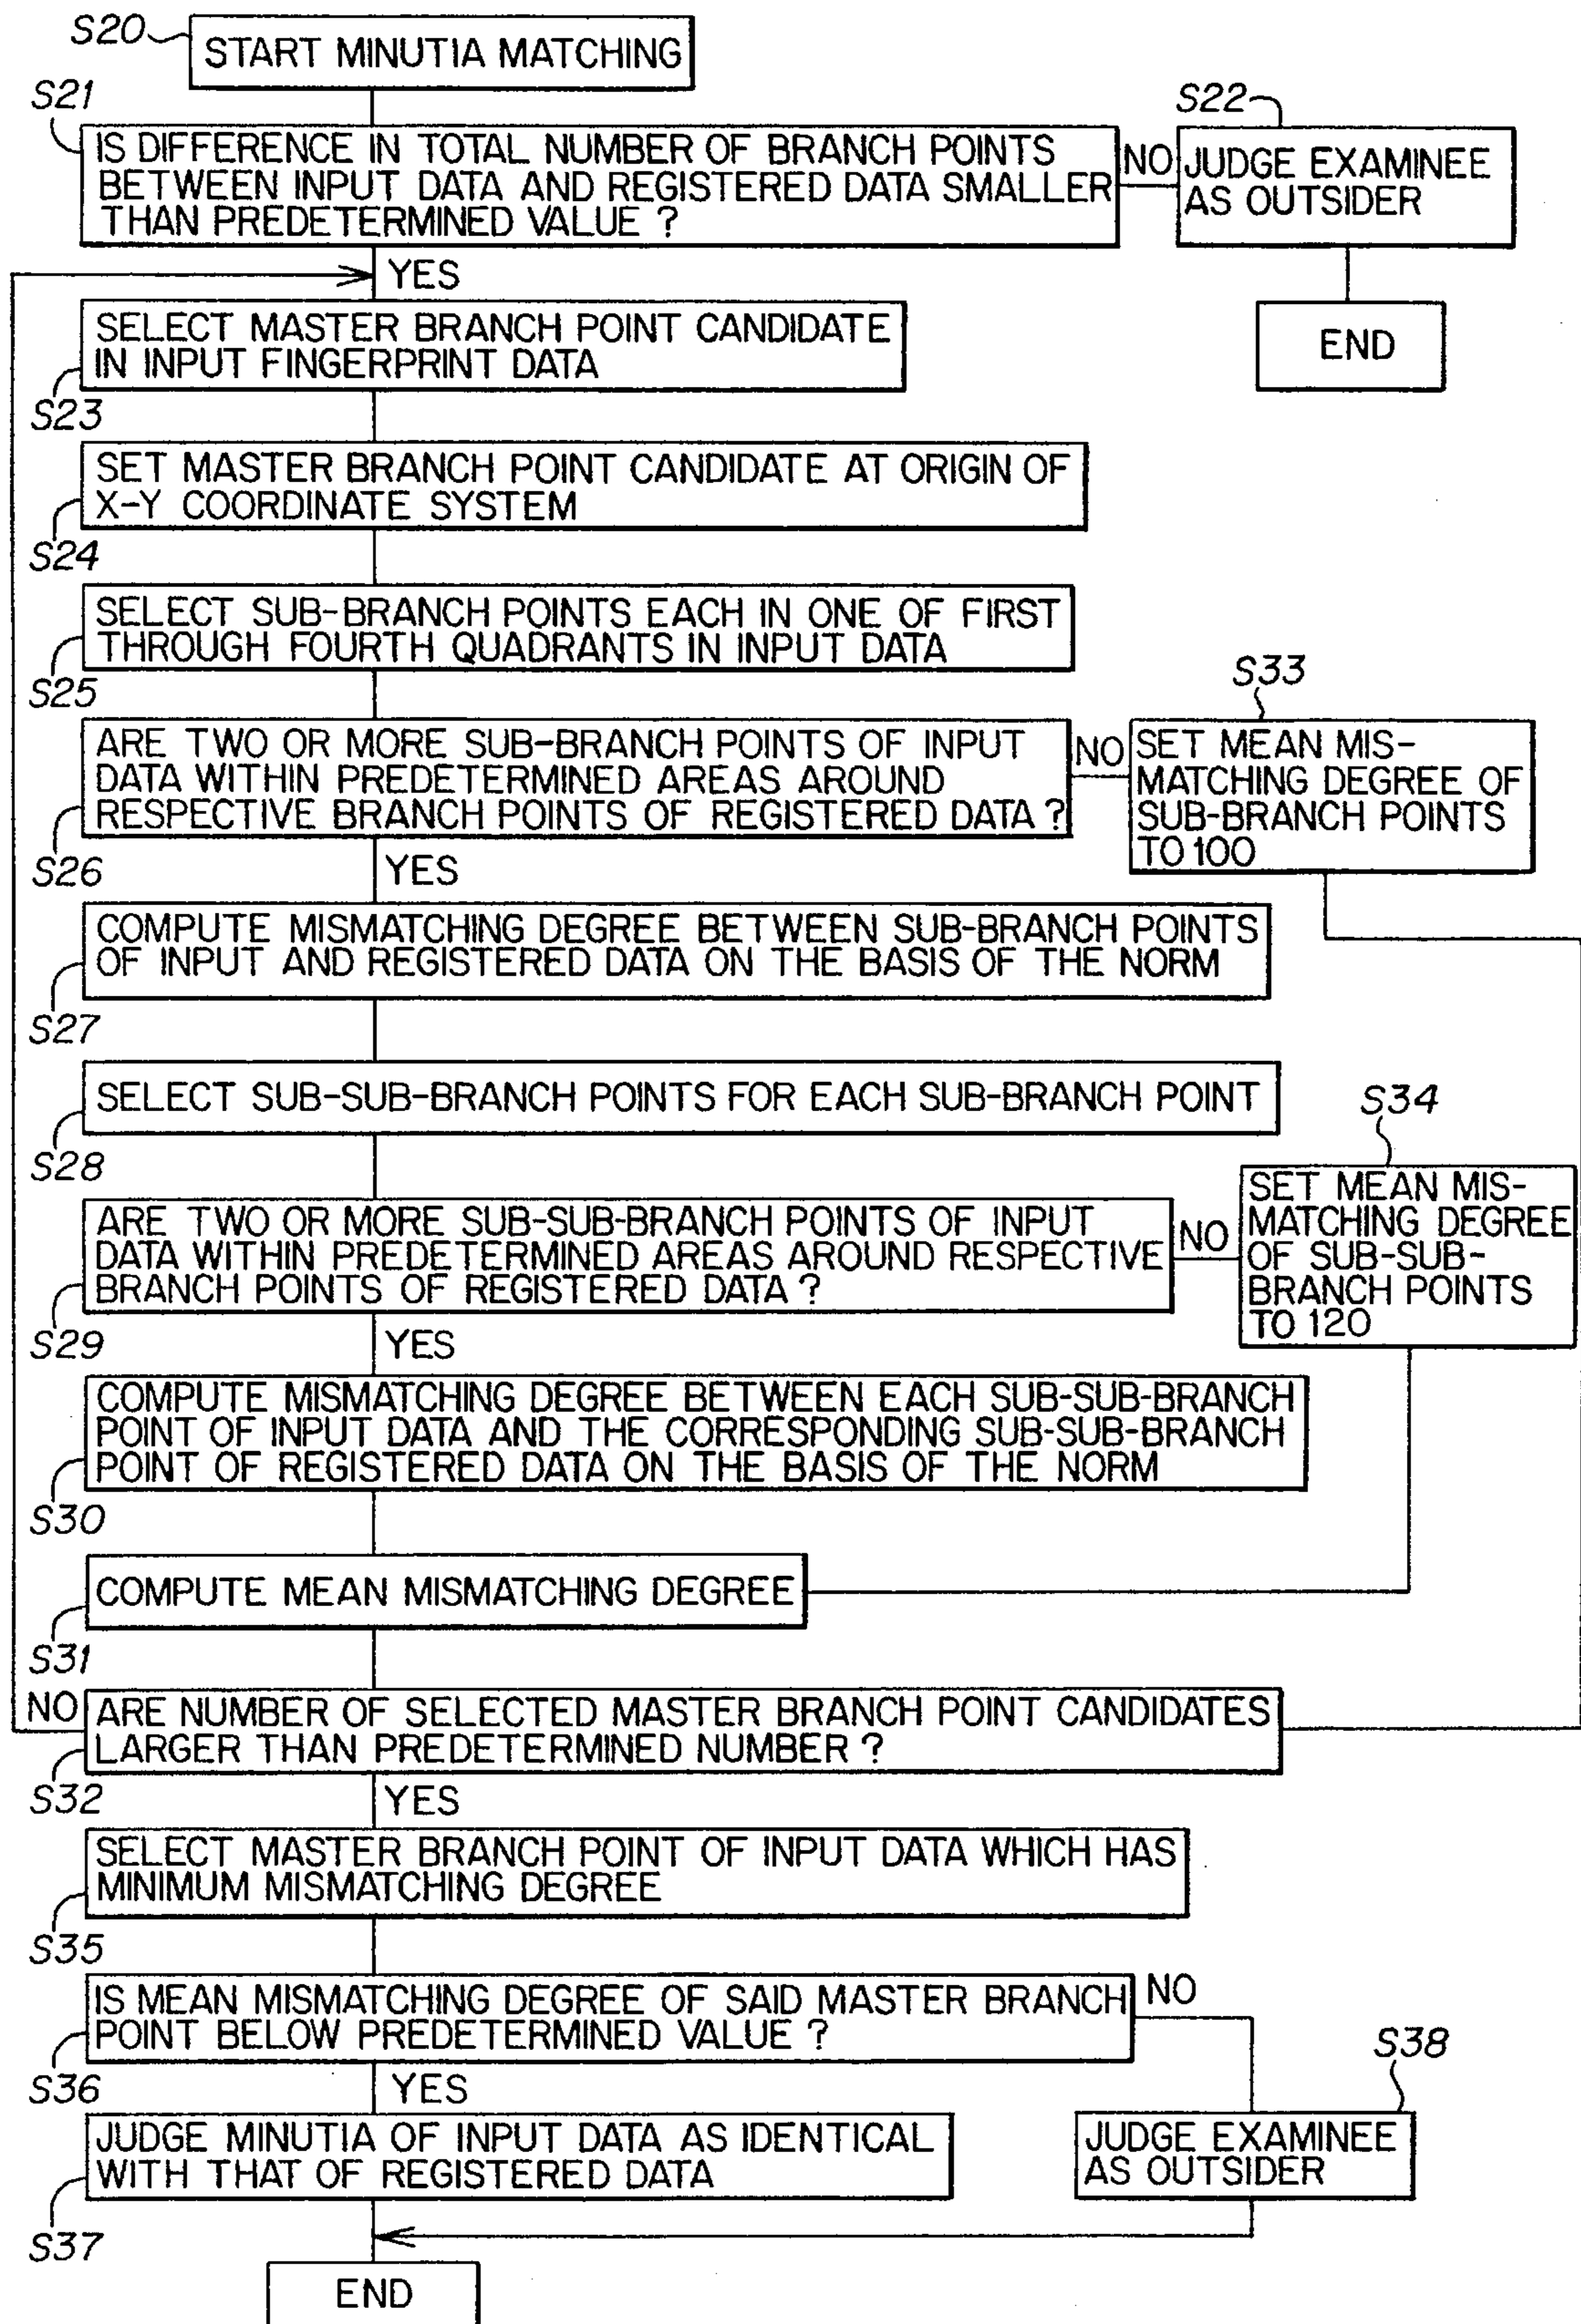 S20
START MINUTIA MATCHING
S21
IS DIFFERENCE IN TOTAL NUMBER OF BRANCH POINTS
BETWEEN INPUT DATA AND REGISTERED DATA SMALLER
THAN PREDETERMINED VALUE ?
NO
S22
JUDGE EXAMINEE
AS OUTSIDER
END
YES
SELECT MASTER BRANCH POINT CANDIDATE
IN INPUT FINGERPRINT DATA
S23
SET MASTER BRANCH POINT CANDIDATE AT ORIGIN OF
X-Y COORDINATE SYSTEM
S24
SELECT SUB-BRANCH POINTS EACH IN ONE OF FIRST
THROUGH FOURTH QUADRANTS IN INPUT DATA
S25
ARE TWO OR MORE SUB-BRANCH POINTS OF INPUT
DATA WITHIN PREDETERMINED AREAS AROUND
RESPECTIVE BRANCH POINTS OF REGISTERED DATA ?
S26
NO
S33
SET MEAN MIS-
MATCHING DEGREE OF
SUB-BRANCH POINTS
TO 100
YES
COMPUTE MISMATCHING DEGREE BETWEEN SUB-BRANCH POINTS
OF INPUT AND REGISTERED DATA ON THE BASIS OF THE NORM
S27
SELECT SUB-SUB-BRANCH POINTS FOR EACH SUB-BRANCH POINT
S28
ARE TWO OR MORE SUB-SUB-BRANCH POINTS OF INPUT
DATA WITHIN PREDETERMINED AREAS AROUND RESPECTIVE
BRANCH POINTS OF REGISTERED DATA ?
S29
NO
S34
SET MEAN MIS-
MATCHING DEGREE
OF SUB-SUB-
BRANCH POINTS
TO 120
YES
COMPUTE MISMATCHING DEGREE BETWEEN EACH SUB-SUB-BRANCH
POINT OF INPUT DATA AND THE CORRESPONDING SUB-SUB-BRANCH
POINT OF REGISTERED DATA ON THE BASIS OF THE NORM
S30
COMPUTE MEAN MISMATCHING DEGREE
S31
NO
ARE NUMBER OF SELECTED MASTER BRANCH POINT CANDIDATES
LARGER THAN PREDETERMINED NUMBER ?
S32
YES
SELECT MASTER BRANCH POINT OF INPUT DATA WHICH HAS
MINIMUM MISMATCHING DEGREE
S35
IS MEAN MISMATCHING DEGREE OF SAID MASTER BRANCH
POINT BELOW PREDETERMINED VALUE ?
S36
NO
YES
S38
JUDGE MINUTIA OF INPUT DATA AS IDENTICAL
WITH THAT OF REGISTERED DATA
S37
JUDGE EXAMINEE
AS OUTSIDER
END